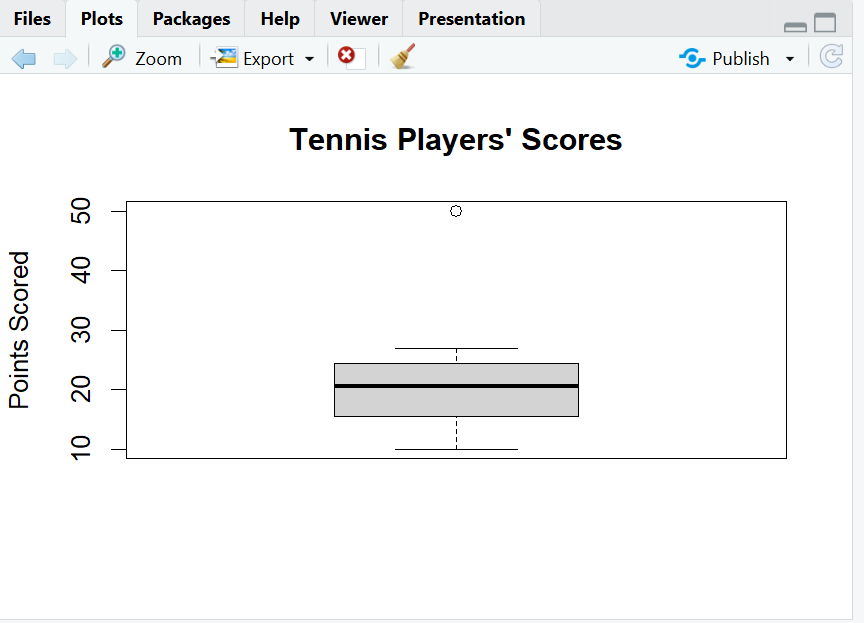 Files Plots Packages Help Viewer Presentation
Zoom Export Publish
Tennis Players' Scores
Points Scored
50
40
30
20
10